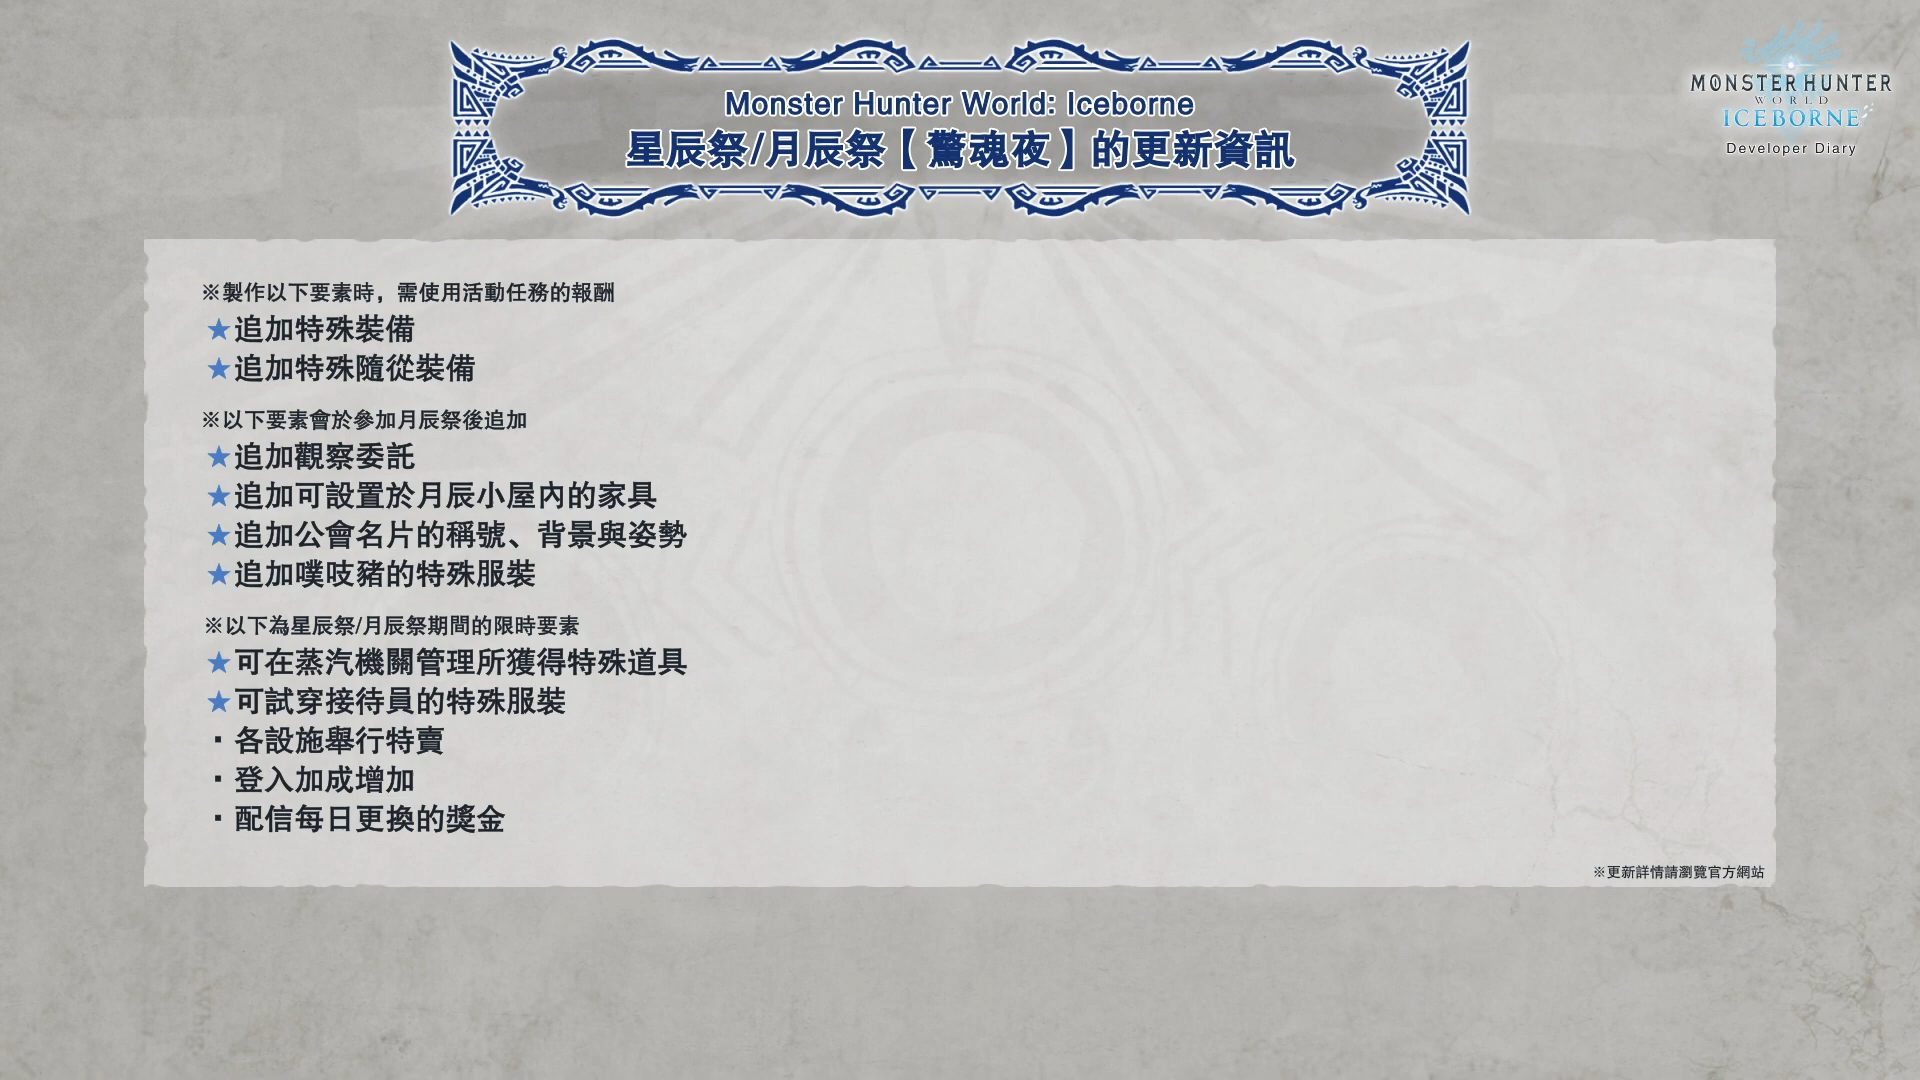 Monster Hunter World: Iceborne
星辰祭/月辰祭【驚魂夜】的更新資訊
MONSTER HUNTER
WORLD
ICEBORNE
Developer Diary
※製作以下要素時，需使用活動任務的報酬
★追加特殊裝備
★追加特殊隨從裝備
※以下要素會於參加月辰祭後追加
★追加觀察委託
★追加可設置於月辰小屋內的家具
★追加公會名片的稱號、背景與姿勢
★追加噗吱豬的特殊服裝
※以下為星辰祭/月辰祭期間的限時要素
★可在蒸汽機關管理所獲得特殊道具
★可試穿接待員的特殊服裝
・各設施舉行特賣
・登入加成增加
・配信每日更換的獎金
※更新詳情請瀏覽官方網站